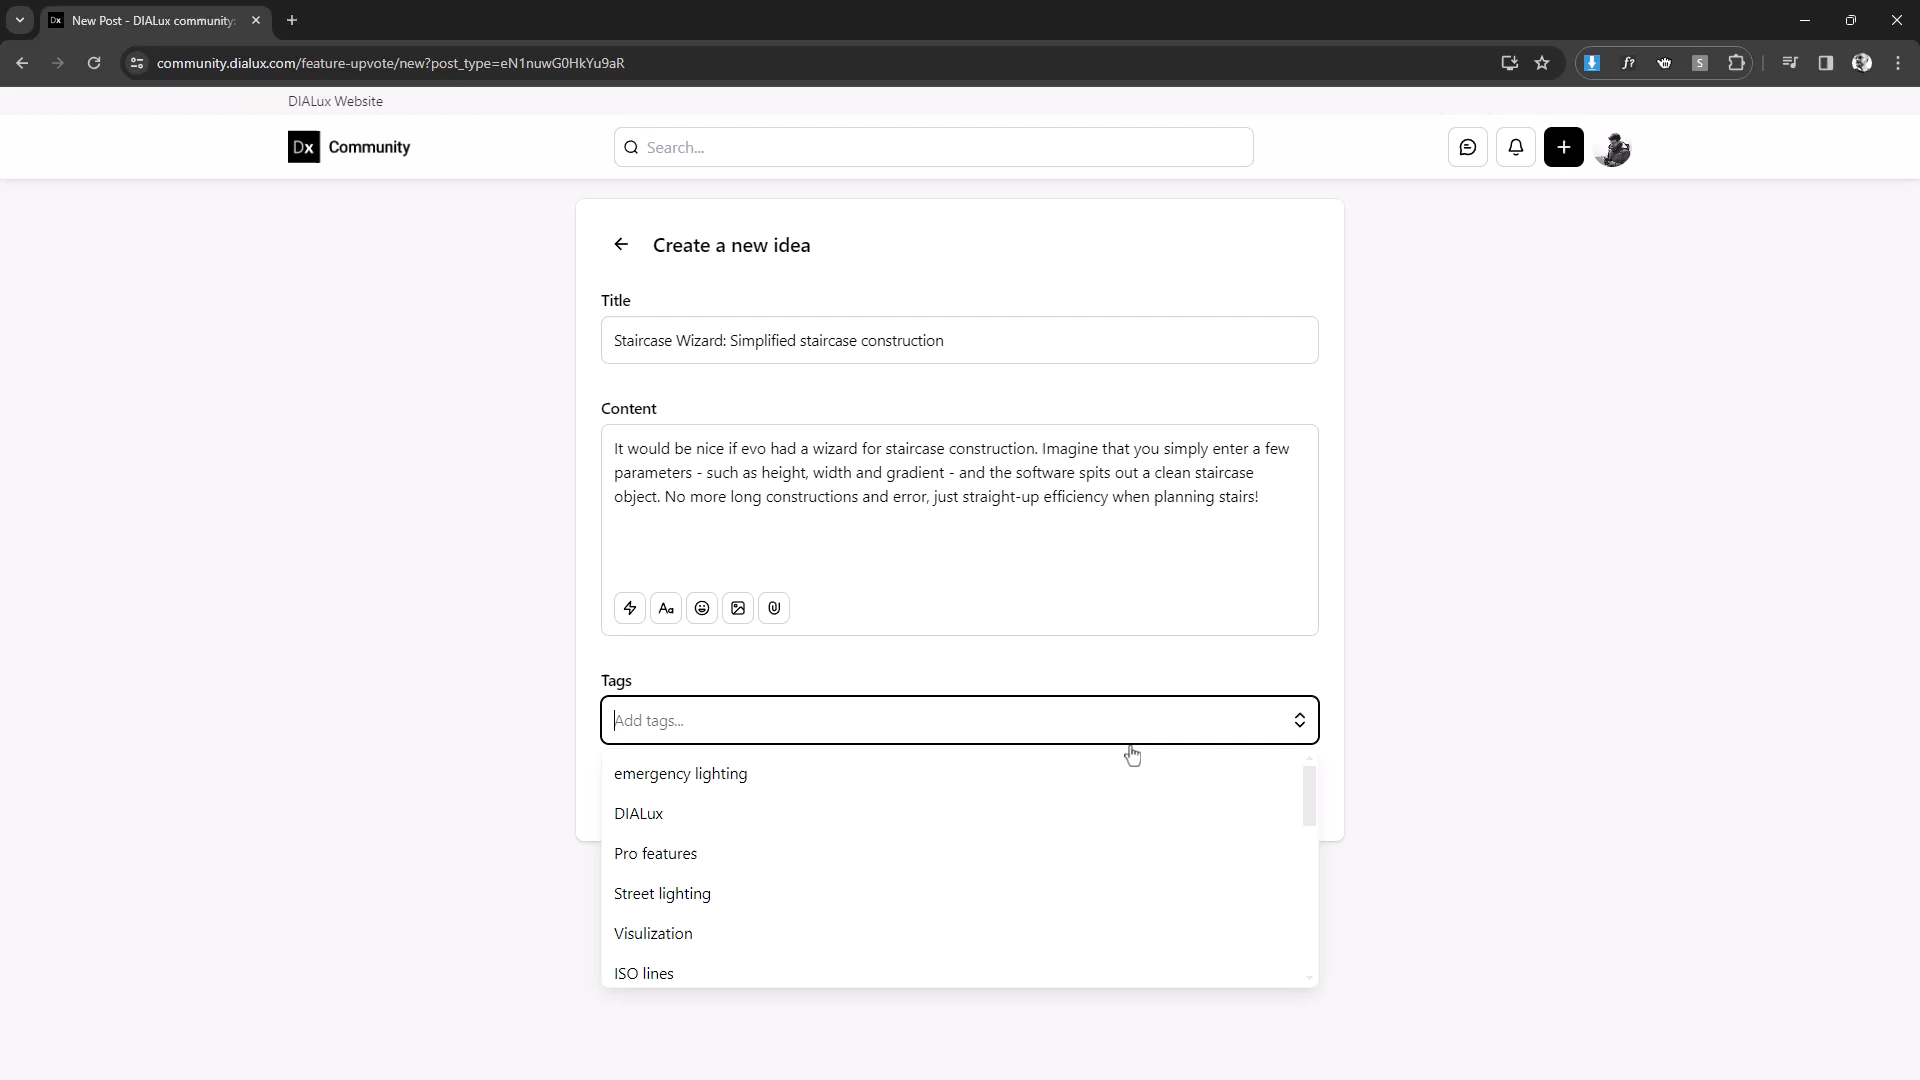 New Post - DIALux community:
community.dialux.com/feature-upvote/new?post_type=eN1nuwG0HkYu9aR
DIALux Website
Dx Community
Search...
Create a new idea
Title
Staircase Wizard: Simplified staircase construction
Content
It would be nice if evo had a wizard for staircase construction. Imagine that you simply enter a few
parameters - such as height, width and gradient - and the software spits out a clean staircase
object. No more long constructions and error, just straight-up efficiency when planning stairs!
Aa
Tags
Add tags...
emergency lighting
DIALux
Pro features
Street lighting
Visulization
ISO lines